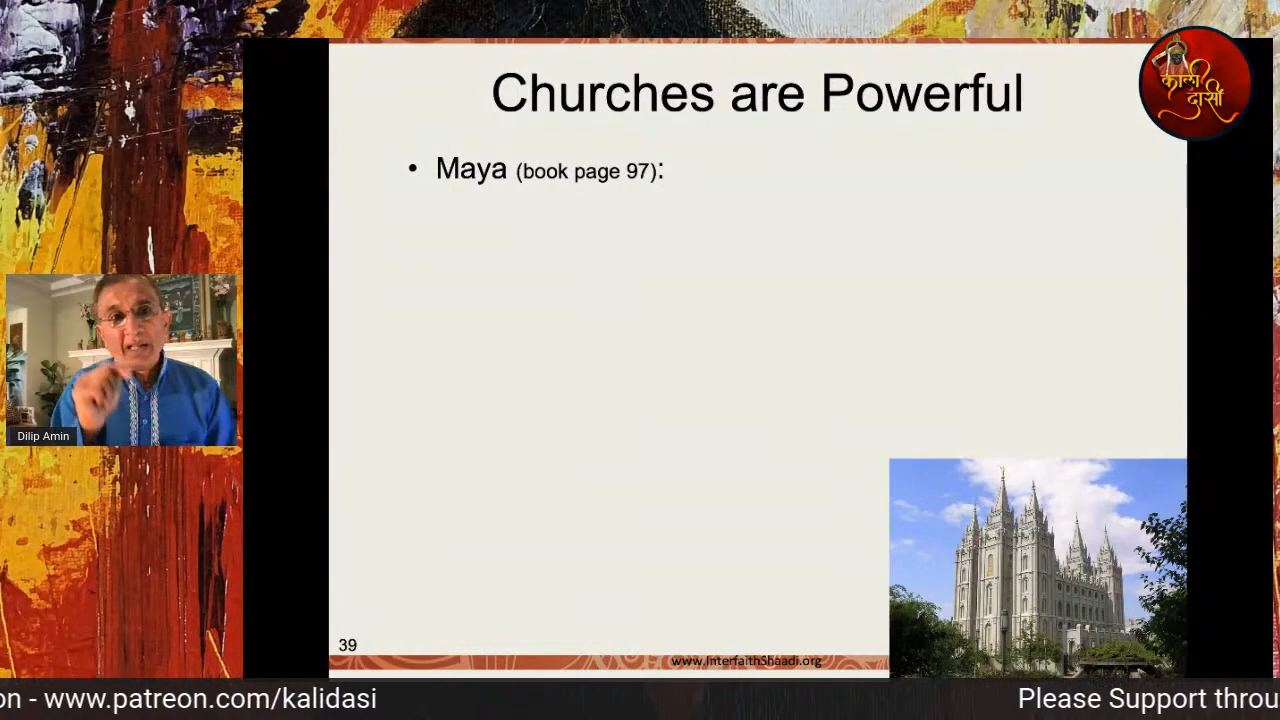 Churches are Powerful
काली
दासी
• Maya (book page 97):
Dilip Amin
39
www.InterfaithShaadi.org
on - www.patreon.com/kalidasi
Please Support throu